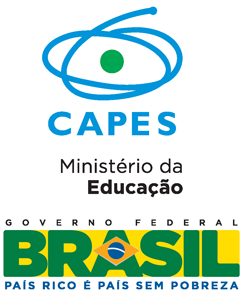 CAPES
Ministério da
Educação
GOVERNO FEDERAL
BRASIL
PAÍS RICO É PAÍS SEM POBREZA